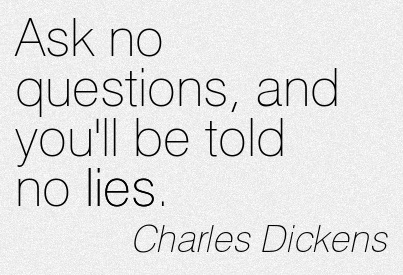 Ask no
questions, and
you'll be told
no lies.
Charles Dickens